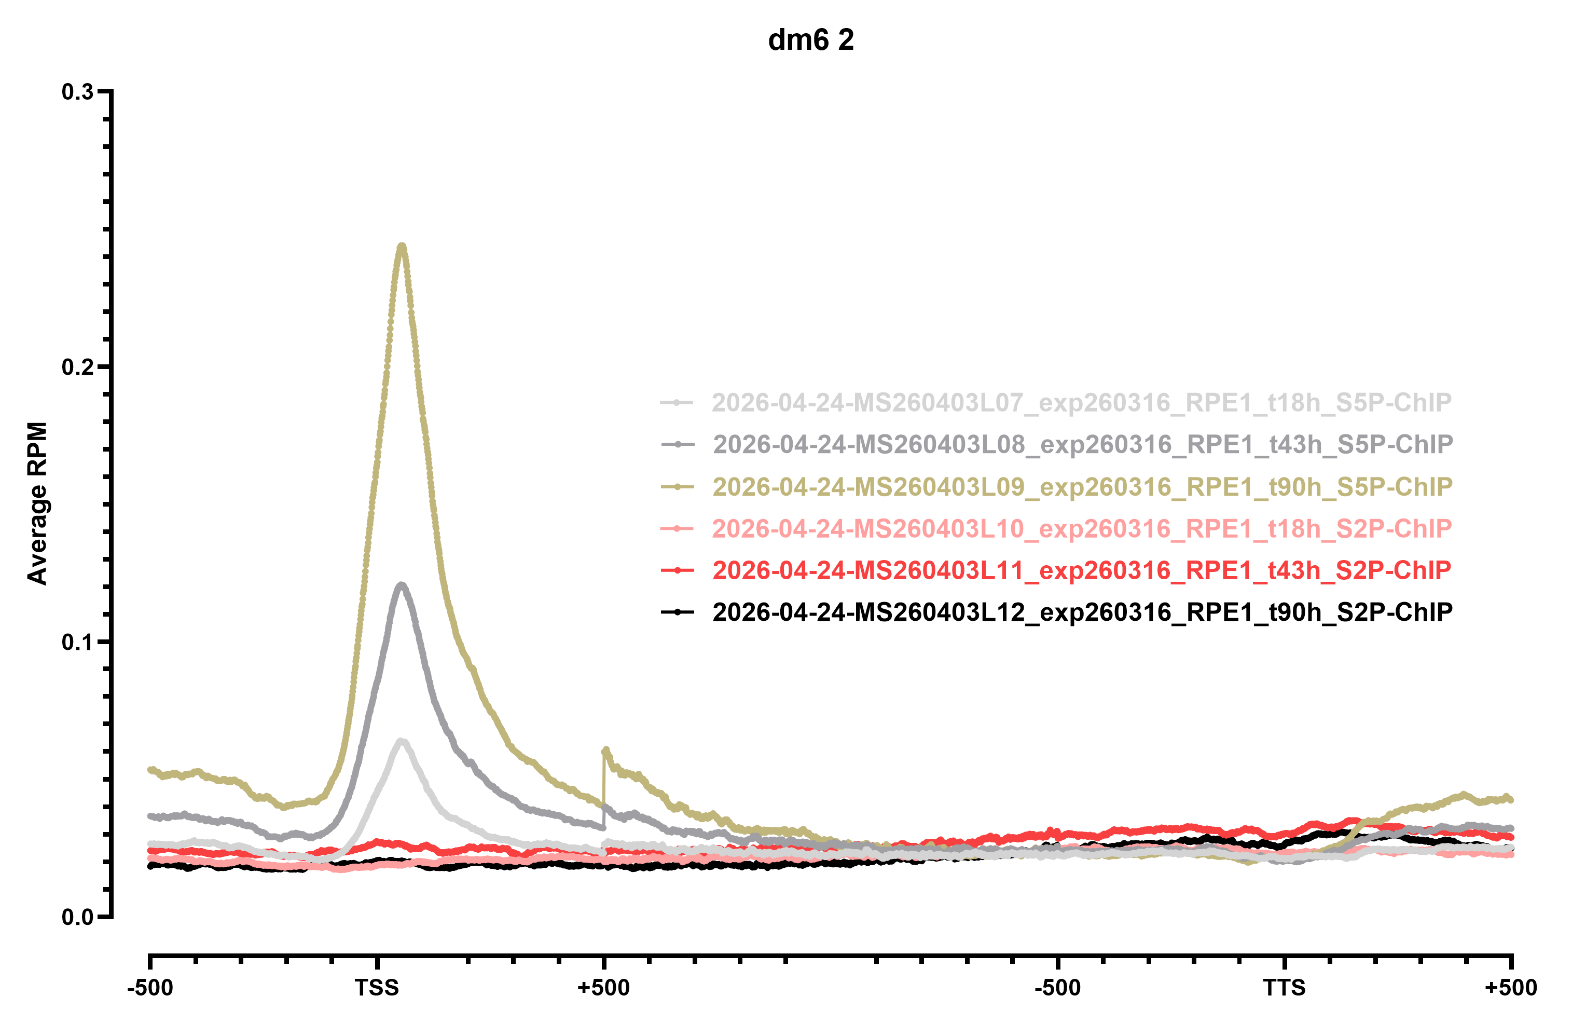 dm6 2
0.3
0.2
0.1
0.0
Average RPM
2026-04-24-MS260403L07_exp260316_RPE1_t18h_S5P-ChIP
2026-04-24-MS260403L08_exp260316_RPE1_t43h_S5P-ChIP
2026-04-24-MS260403L09_exp260316_RPE1_t90h_S5P-ChIP
2026-04-24-MS260403L10_exp260316_RPE1_t18h_S2P-ChIP
2026-04-24-MS260403L11_exp260316_RPE1_t43h_S2P-ChIP
2026-04-24-MS260403L12_exp260316_RPE1_t90h_S2P-ChIP
-500 TSS +500 -500 TTS +500